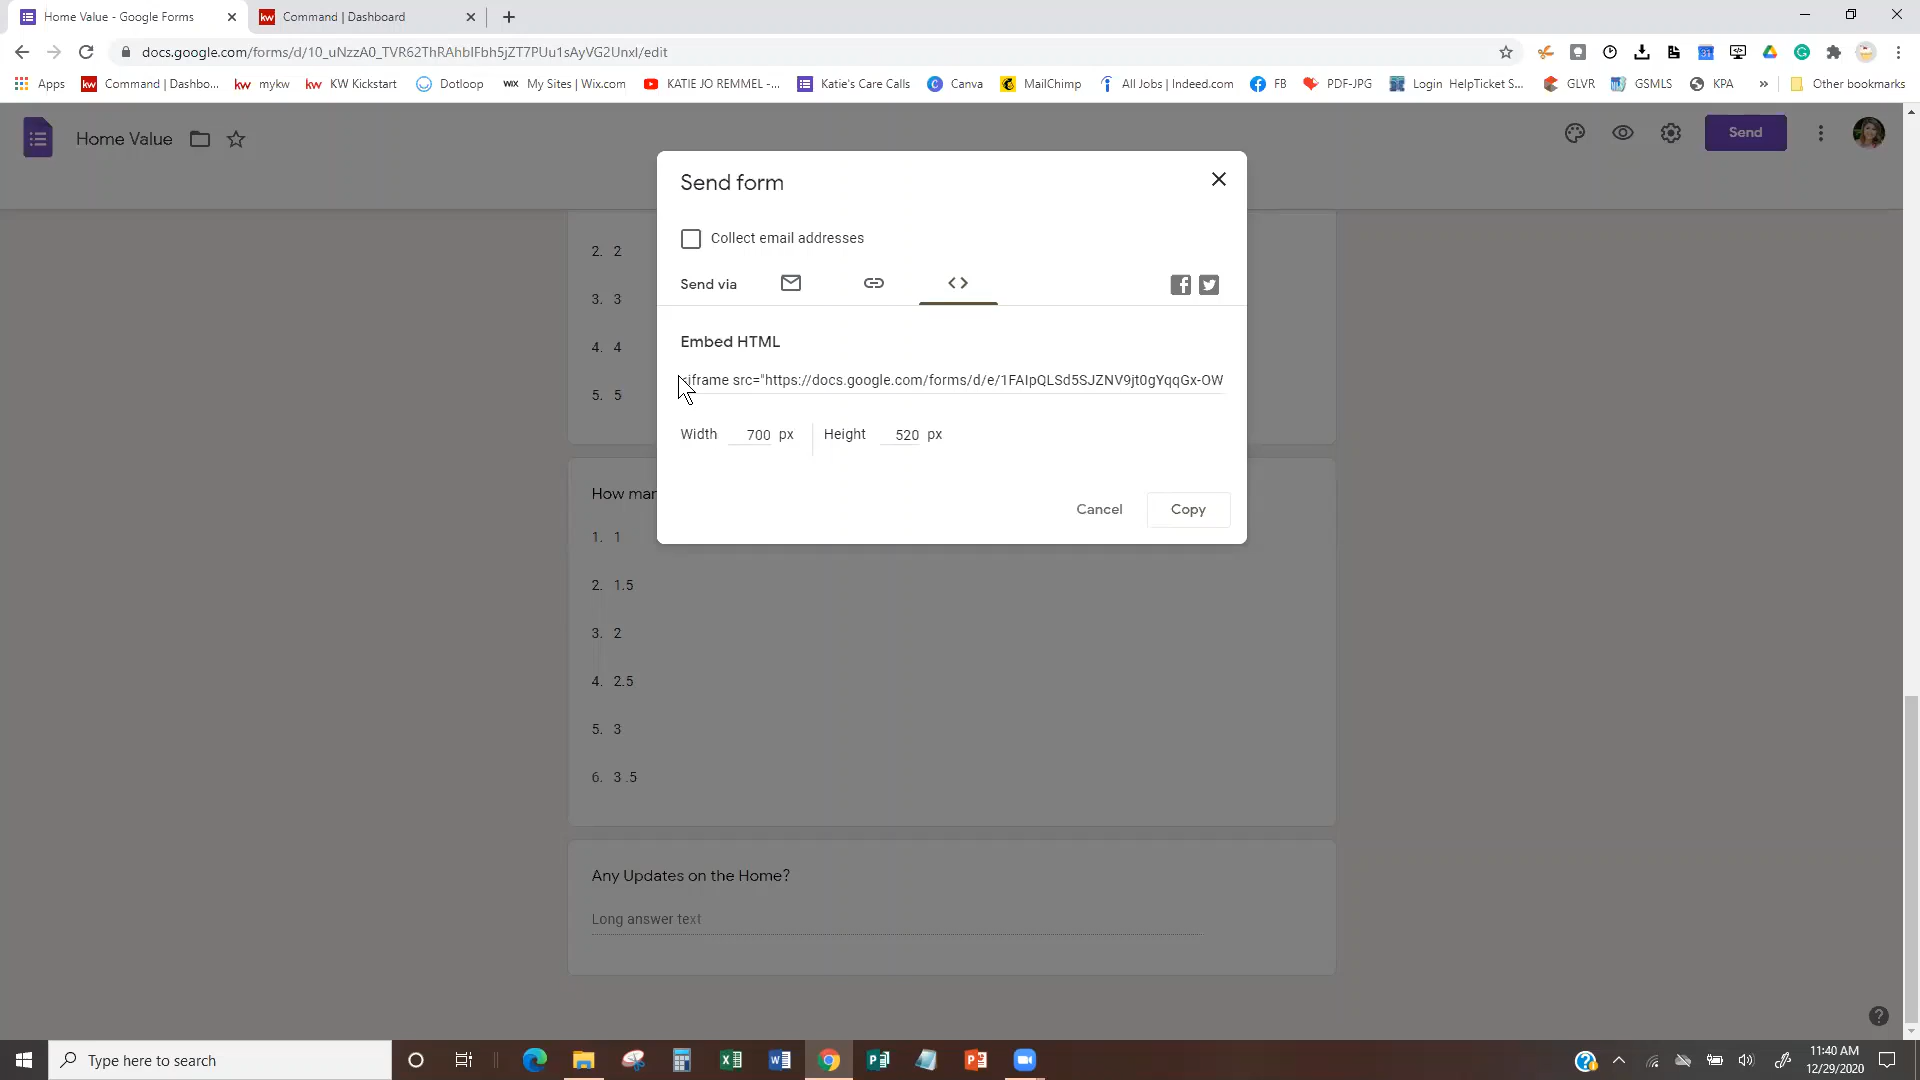 Home Value - Google Forms
kw Command | Dashboard
docs.google.com/forms/d/10_uNzzA0_TVR62ThRAhblFbh5jZT7PUu1sAyVG2UnxI/edit
Apps kw Command | Dashbo... kw mykw kw KW Kickstart Dotloop WIX My Sites | Wix.com KATIE JO REMMEL -... Katie's Care Calls Canva MailChimp All Jobs | Indeed.com FB PDF-JPG Login HelpTicket S... GLVR GSMLS KPA » Other bookmarks
Home Value
Send
Send form
Collect email addresses
Send via
Embed HTML
iframe src="https://docs.google.com/forms/d/e/1FAIpQLSd5SJZNV9jt0gYqqGx-OW
Width 700 px Height 520 px
Cancel Copy
2. 2
3. 3
4. 4
5. 5
How mar
1. 1
2. 1.5
3. 2
4. 2.5
5. 3
6. 3 .5
Any Updates on the Home?
Long answer text
Type here to search
11:40 AM
12/29/2020